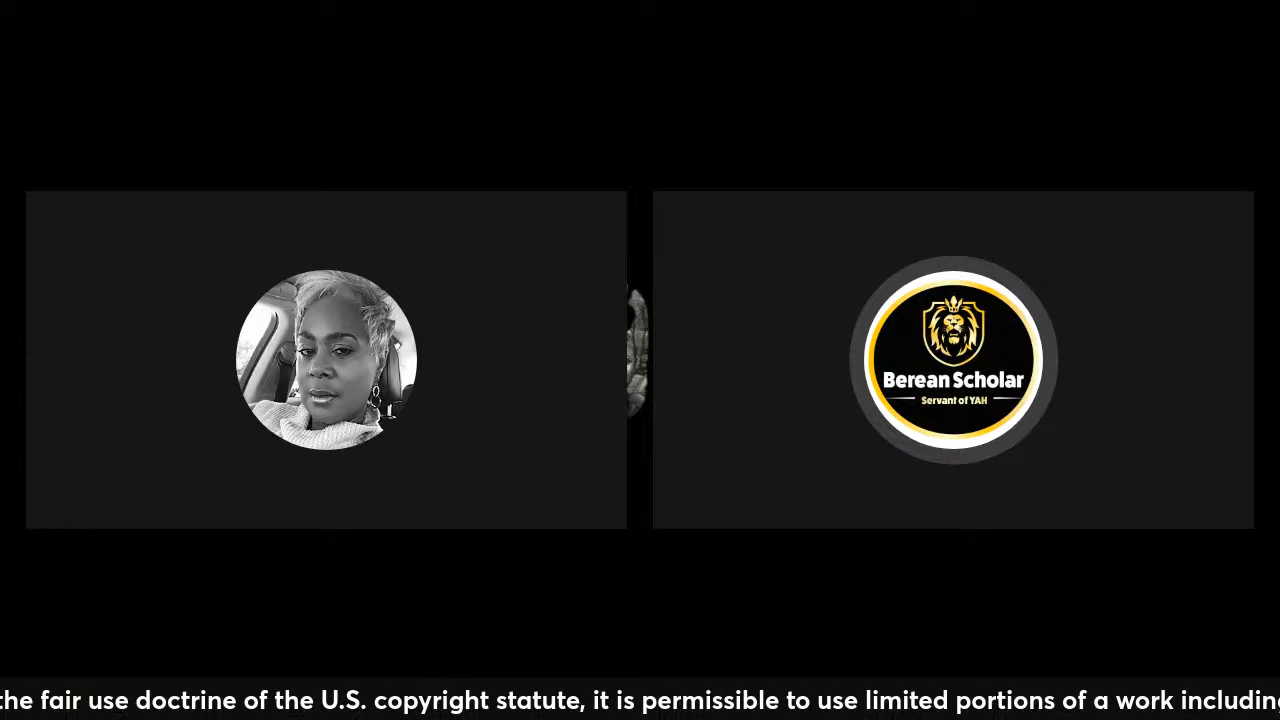 Berean Scholar
Servant of YAH
the fair use doctrine of the U.S. copyright statute, it is permissible to use limited portions of a work including